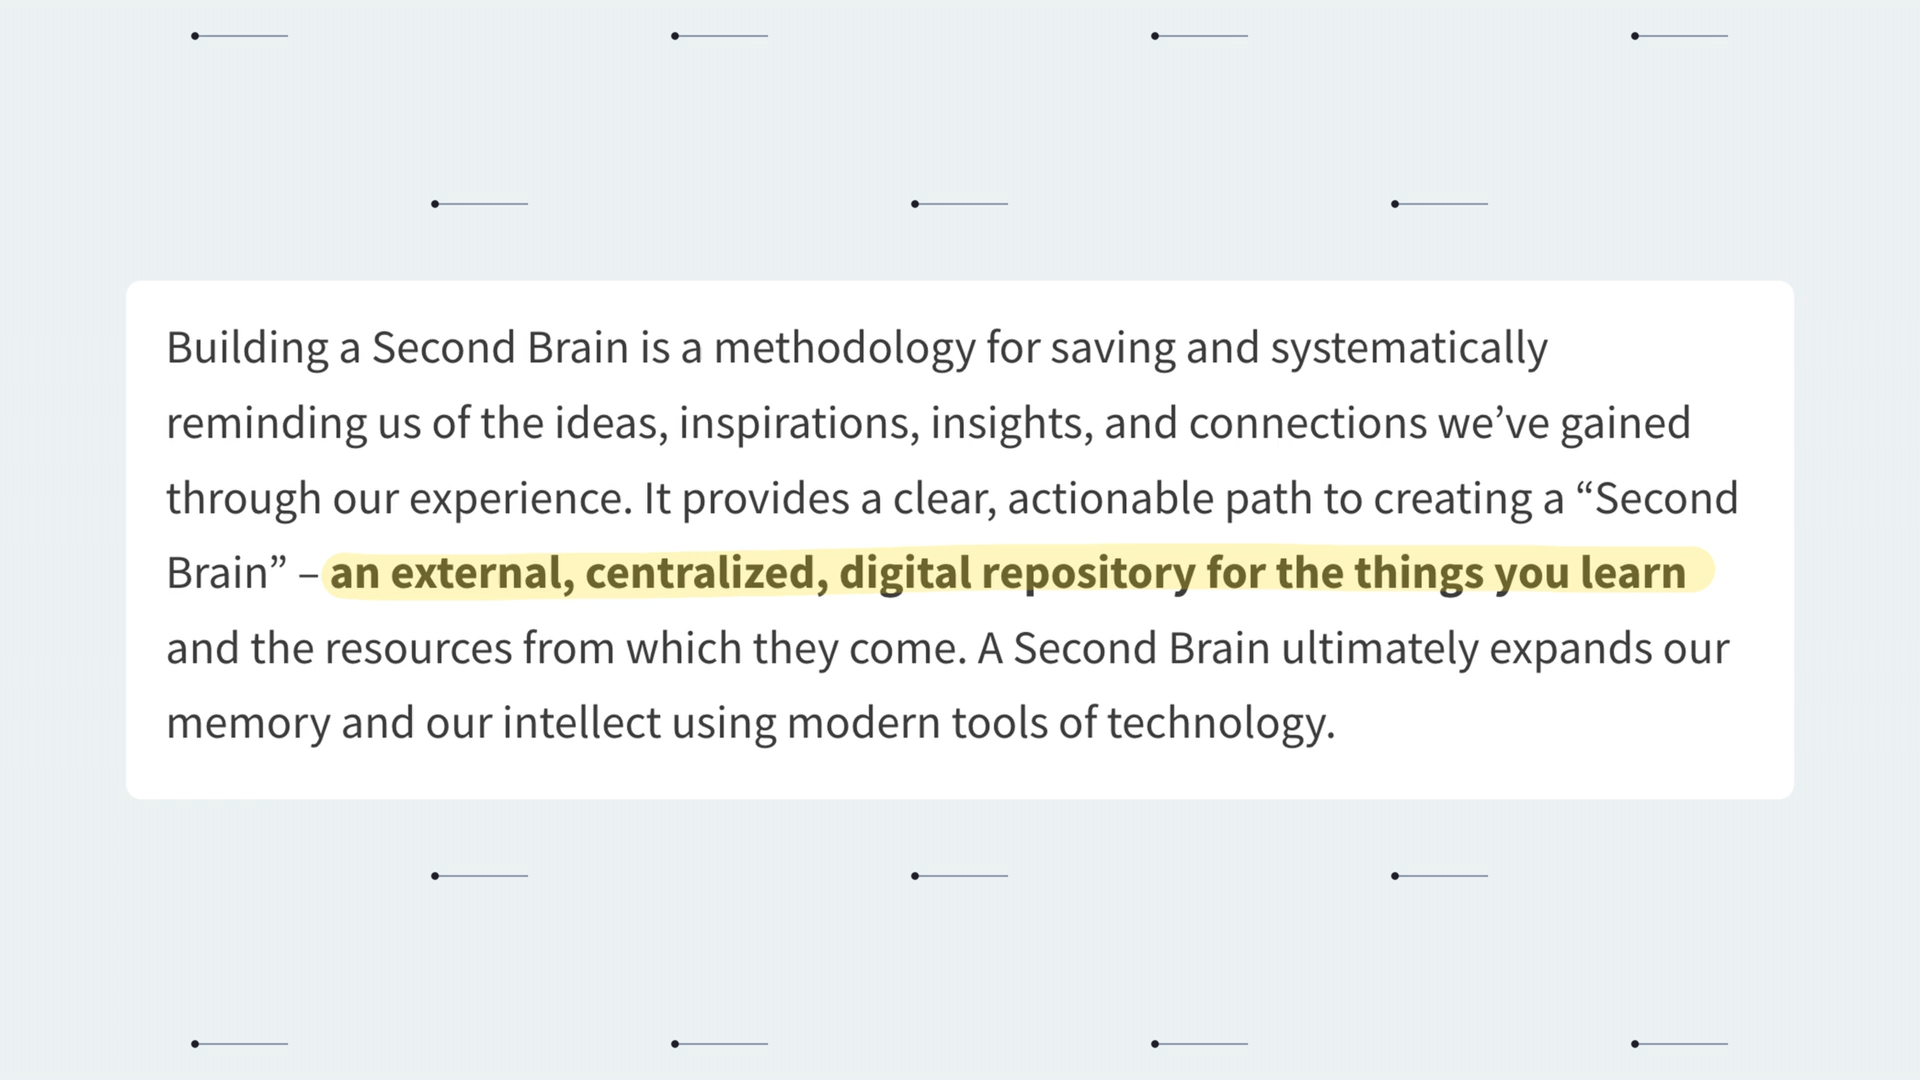 Building a Second Brain is a methodology for saving and systematically
reminding us of the ideas, inspirations, insights, and connections we’ve gained
through our experience. It provides a clear, actionable path to creating a “Second
Brain” – an external, centralized, digital repository for the things you learn
and the resources from which they come. A Second Brain ultimately expands our
memory and our intellect using modern tools of technology.